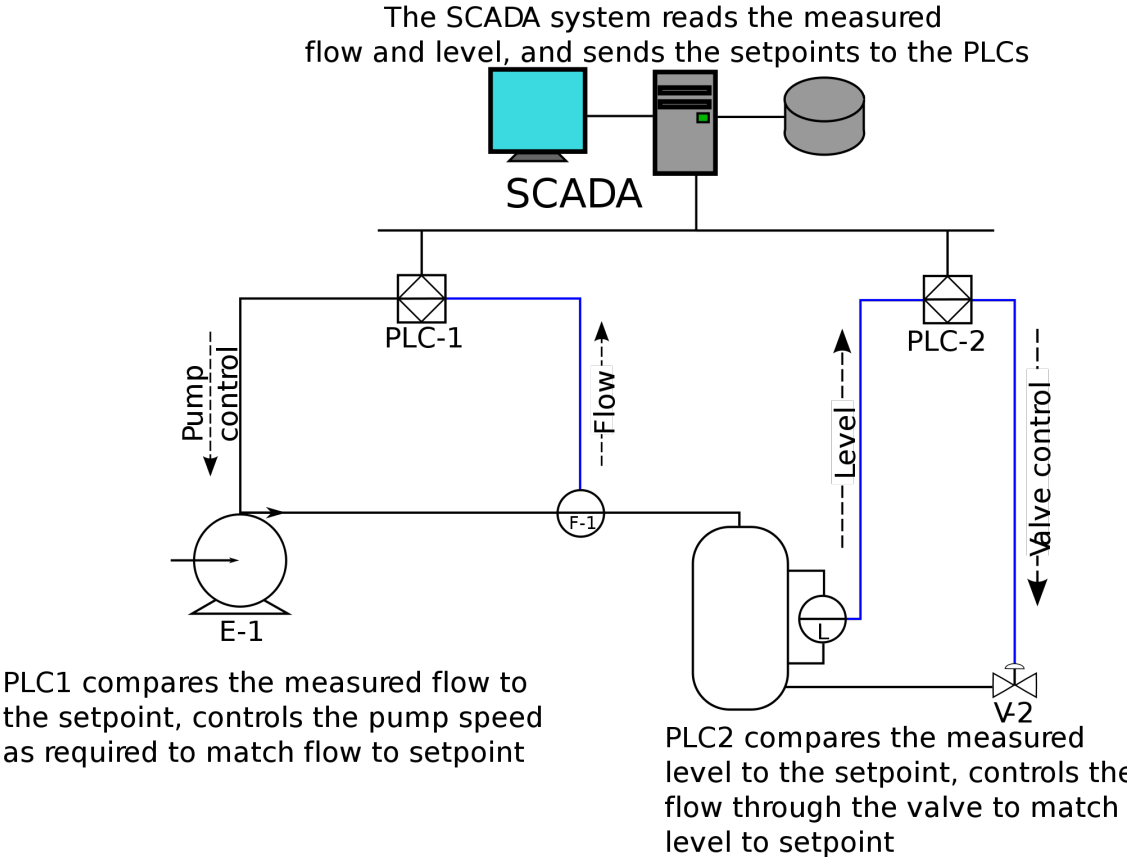 The SCADA system reads the measured
flow and level, and sends the setpoints to the PLCs
SCADA
PLC-1
PLC-2
Pump
control
Flow
Level
Valve control
F-1
E-1
L
V-2
PLC1 compares the measured flow to
the setpoint, controls the pump speed
as required to match flow to setpoint
PLC2 compares the measured
level to the setpoint, controls the
flow through the valve to match
level to setpoint